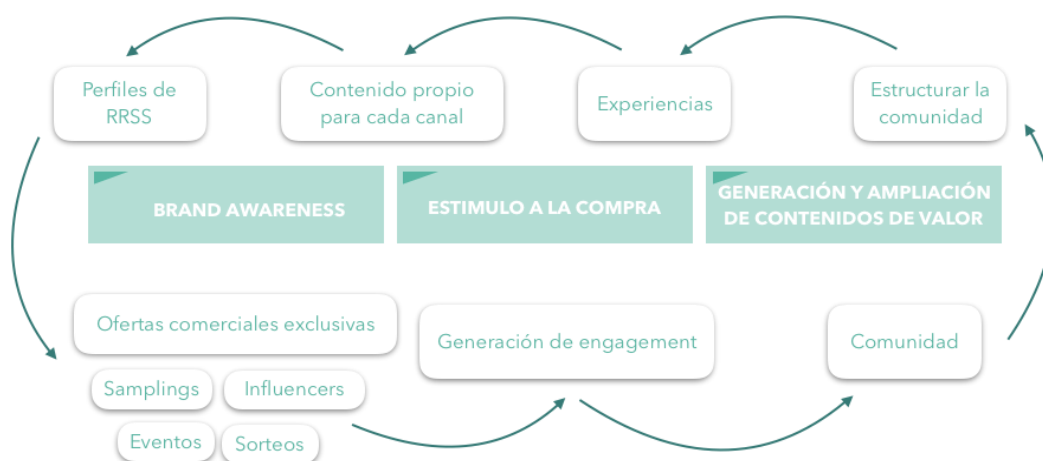 Perfiles de
RRSS
Contenido propio
para cada canal
Experiencias
Estructurar la
comunidad
BRAND AWARENESS
ESTIMULO A LA COMPRA
GENERACIÓN Y AMPLIACIÓN
DE CONTENIDOS DE VALOR
Ofertas comerciales exclusivas
Generación de engagement
Comunidad
Samplings
Influencers
Eventos
Sorteos